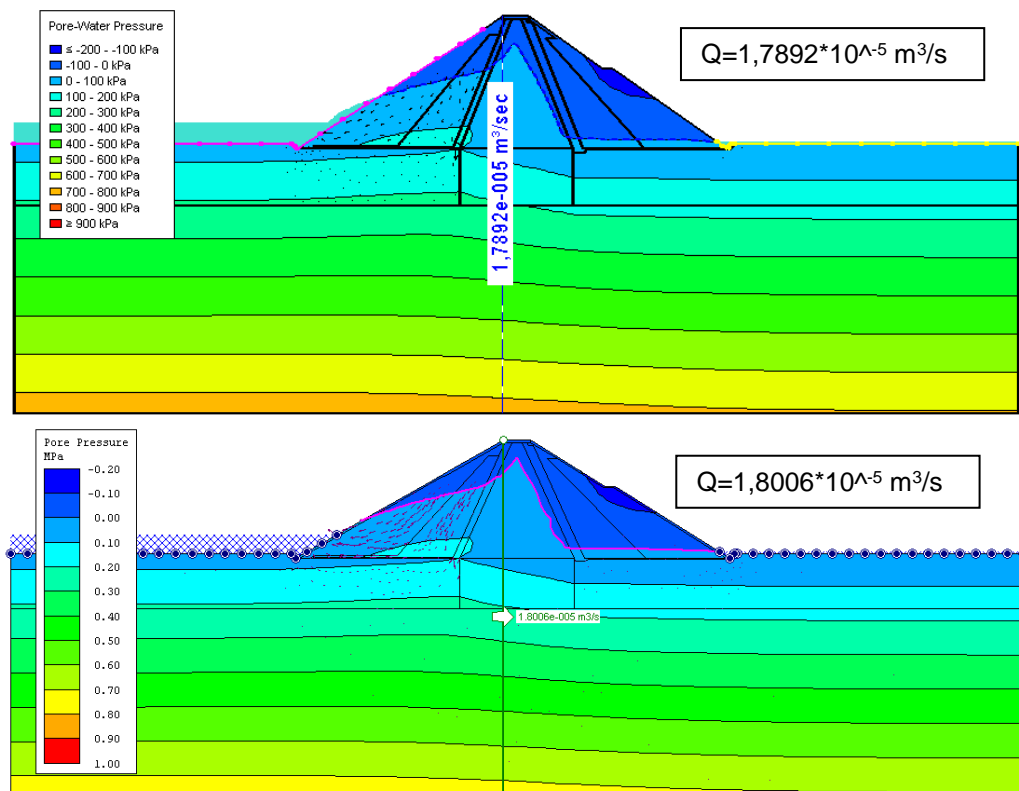 Pore-Water Pressure
≤ -200 - -100 kPa
-100 - 0 kPa
0 - 100 kPa
100 - 200 kPa
200 - 300 kPa
300 - 400 kPa
400 - 500 kPa
500 - 600 kPa
600 - 700 kPa
700 - 800 kPa
800 - 900 kPa
≥ 900 kPa
Q=1,7892*10^-5 m³/s
1,7892e-005 m³/sec
Pore Pressure
MPa
-0.20
-0.10
0.00
0.10
0.20
0.30
0.40
0.50
0.60
0.70
0.80
0.90
1.00
Q=1,8006*10^-5 m³/s
1.8006e-005 m3/s